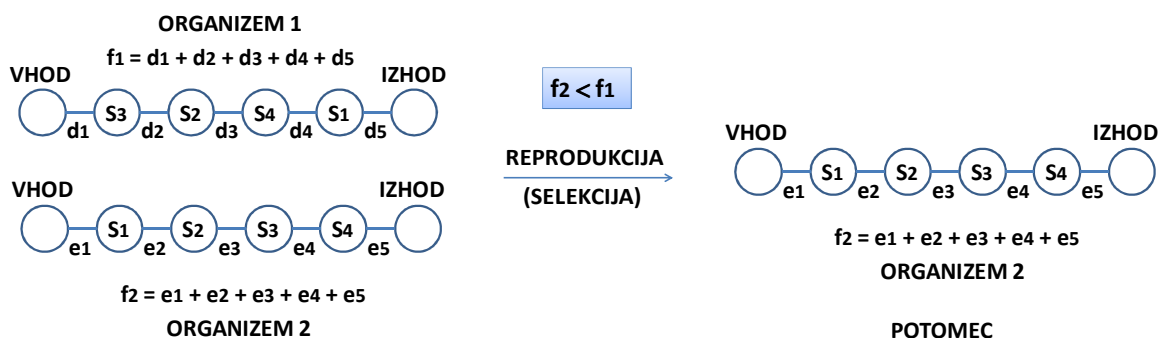 ORGANIZEM 1
f1 = d1 + d2 + d3 + d4 + d5
VHOD IZHOD
S3 S2 S4 S1
d1 d2 d3 d4 d5
VHOD IZHOD
S1 S2 S3 S4
e1 e2 e3 e4 e5
f2 = e1 + e2 + e3 + e4 + e5
ORGANIZEM 2
f2 < f1
REPRODUKCIJA
(SELEKCIJA)
VHOD IZHOD
S1 S2 S3 S4
e1 e2 e3 e4 e5
f2 = e1 + e2 + e3 + e4 + e5
ORGANIZEM 2
POTOMEC